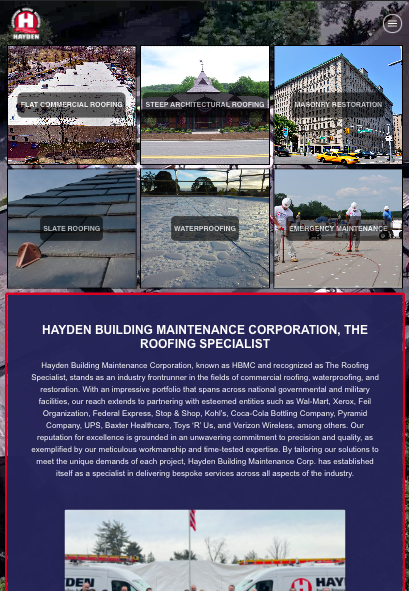 HAYDEN
FLAT COMMERCIAL ROOFING
STEEP ARCHITECTURAL ROOFING
MASONRY RESTORATION
SLATE ROOFING
WATERPROOFING
EMERGENCY MAINTENANCE
HAYDEN BUILDING MAINTENANCE CORPORATION, THE
ROOFING SPECIALIST
Hayden Building Maintenance Corporation, known as HBMC and recognized as The Roofing
Specialist, stands as an industry frontrunner in the fields of commercial roofing, waterproofing, and
restoration. With an impressive portfolio that spans across national governmental and military
facilities, our reach extends to partnering with esteemed entities such as Wal-Mart, Xerox, Feil
Organization, Federal Express, Stop & Shop, Kohl's, Coca-Cola Bottling Company, Pyramid
Company, UPS, Baxter Healthcare, Toys 'R' Us, and Verizon Wireless, among others. Our
reputation for excellence is grounded in an unwavering commitment to precision and quality, as
exemplified by our meticulous workmanship and time-tested expertise. By tailoring our solutions to
meet the unique demands of each project, Hayden Building Maintenance Corp. has established
itself as a specialist in delivering bespoke services across all aspects of the industry.
DEN
HAY